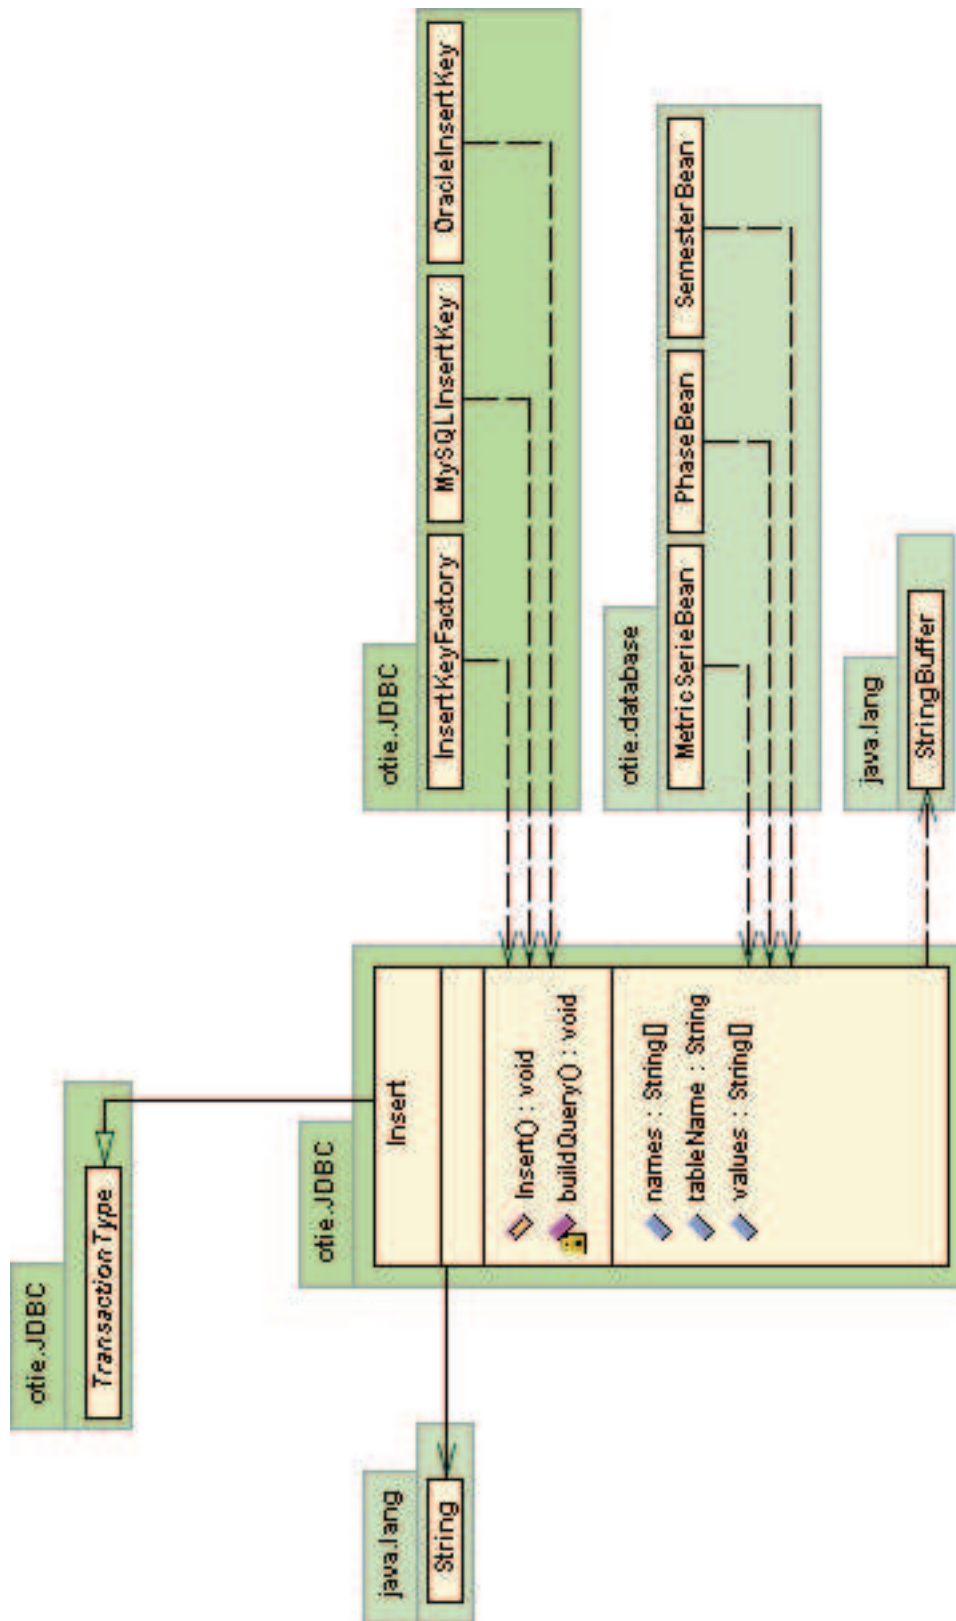 otie.JDBC
TransactionType
java.lang
String
otie.JDBC
Insert
Insert() : void
buildQuery() : void
names : String[]
tableName : String
values : String[]
otie.JDBC
InsertKeyFactory
MySQLInsertKey
OracleInsertKey
otie.database
MetricSerieBean
PhaseBean
SemesterBean
java.lang
StringBuffer